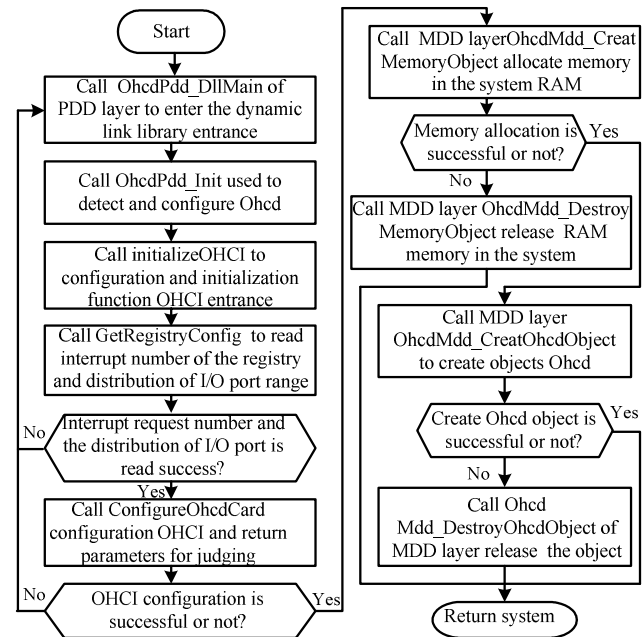 Start
Call OhcdPdd_DllMain of
PDD layer to enter the dynamic
link library entrance
Call OhcdPdd_Init used to
detect and configure Ohcd
Call initializeOHCI to
configuration and initialization
function OHCI entrance
Call GetRegistryConfig to read
interrupt number of the registry
and distribution of I/O port range
No
Interrupt request number and
the distribution of I/O port is
read success?
Yes
Call ConfigureOhcdCard
configuration OHCI and return
parameters for judging
No
OHCI configuration is
successful or not?
Yes
Call MDD layerOhcdMdd_Creat
MemoryObject allocate memory
in the system RAM
Memory allocation is
successful or not?
Yes
No
Call MDD layer OhcdMdd_Destroy
MemoryObject release RAM
memory in the system
Call MDD layer
OhcdMdd_CreatOhcdObject
to create objects Ohcd
Create Ohcd object is
successful or not?
Yes
No
Call Ohcd
Mdd_DestroyOhcdObject of
MDD layer release the object
Return system